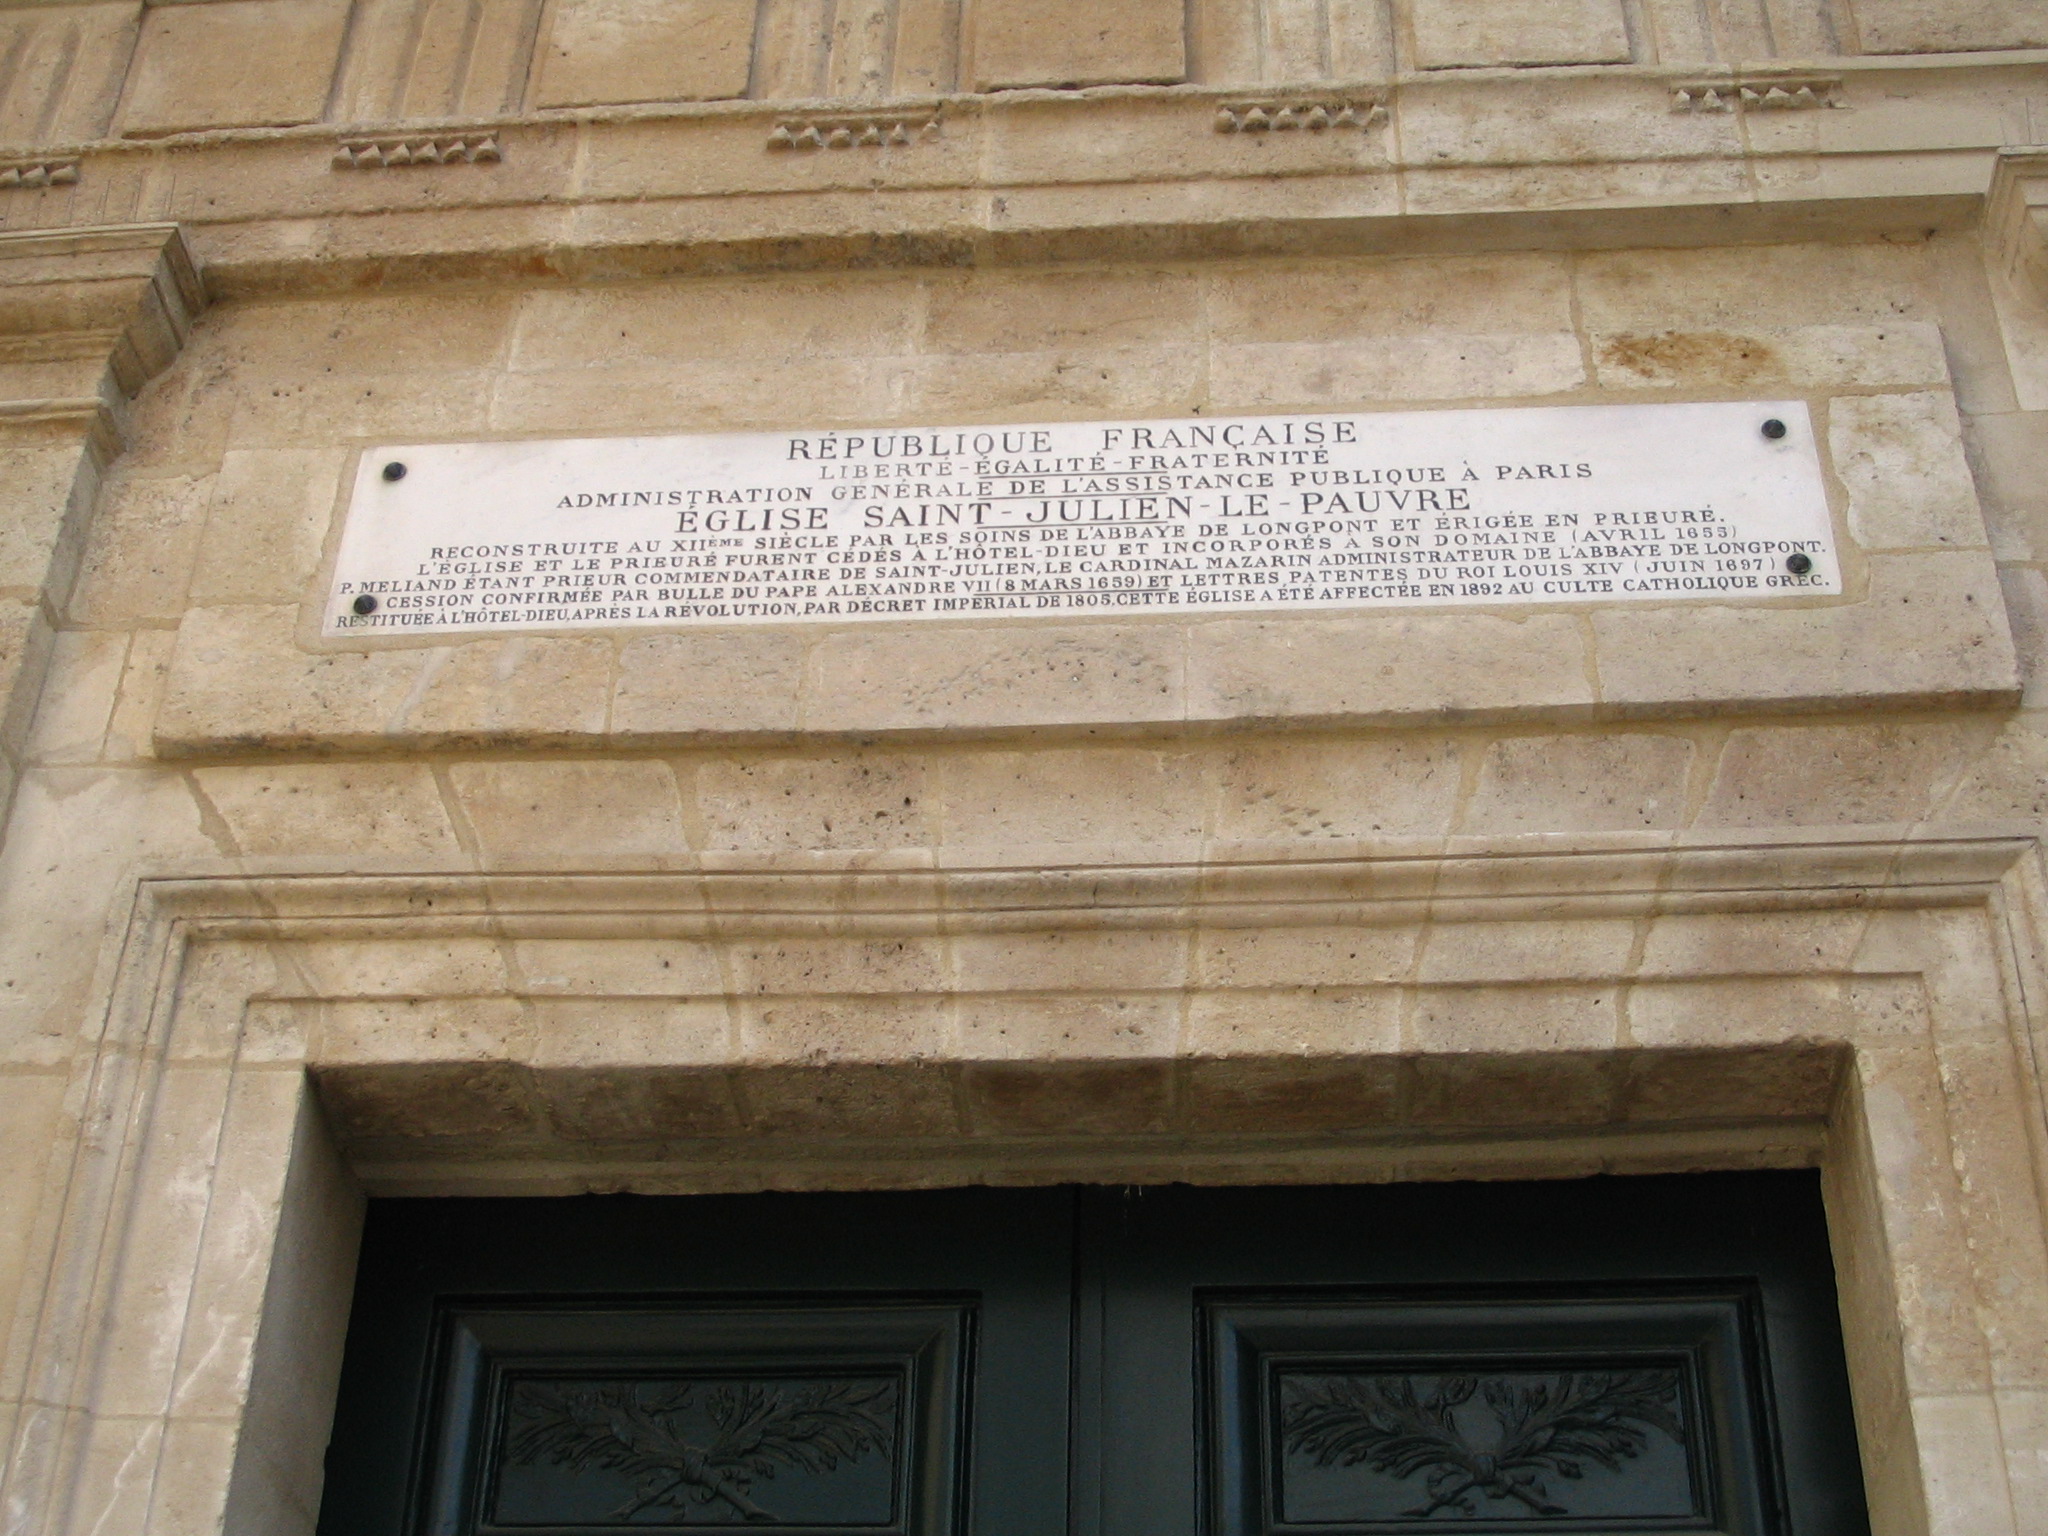 RÉPUBLIQUE FRANÇAISE
LIBERTÉ-ÉGALITÉ-FRATERNITÉ
ADMINISTRATION GENÉRALE DE L'ASSISTANCE PUBLIQUE À PARIS
ÉGLISE SAINT-JULIEN-LE-PAUVRE
RECONSTRUITE AU XIIÈME SIÈCLE PAR LES SOINS DE L'ABBAYE DE LONGPONT ET ÉRIGÉE EN PRIEURÉ.
L'ÉGLISE ET LE PRIEURÉ FURENT CÉDÉS À L'HÔTEL-DIEU ET INCORPORÉS À SON DOMAINE (AVRIL 1655)
P. MELIAND ÉTANT PRIEUR COMMENDATAIRE DE SAINT-JULIEN, LE CARDINAL MAZARIN ADMINISTRATEUR DE L'ABBAYE DE LONGPONT.
CESSION CONFIRMÉE PAR BULLE DU PAPE ALEXANDRE VII (8 MARS 1659) ET LETTRES PATENTES DU ROI LOUIS XIV (JUIN 1697)
RESTITUÉE À L'HÔTEL-DIEU, APRÉS LA RÉVOLUTION, PAR DÉCRET IMPÉRIAL DE 1805. CETTE ÉGLISE A ÉTÉ AFFECTÉE EN 1892 AU CULTE CATHOLIQUE GREC.